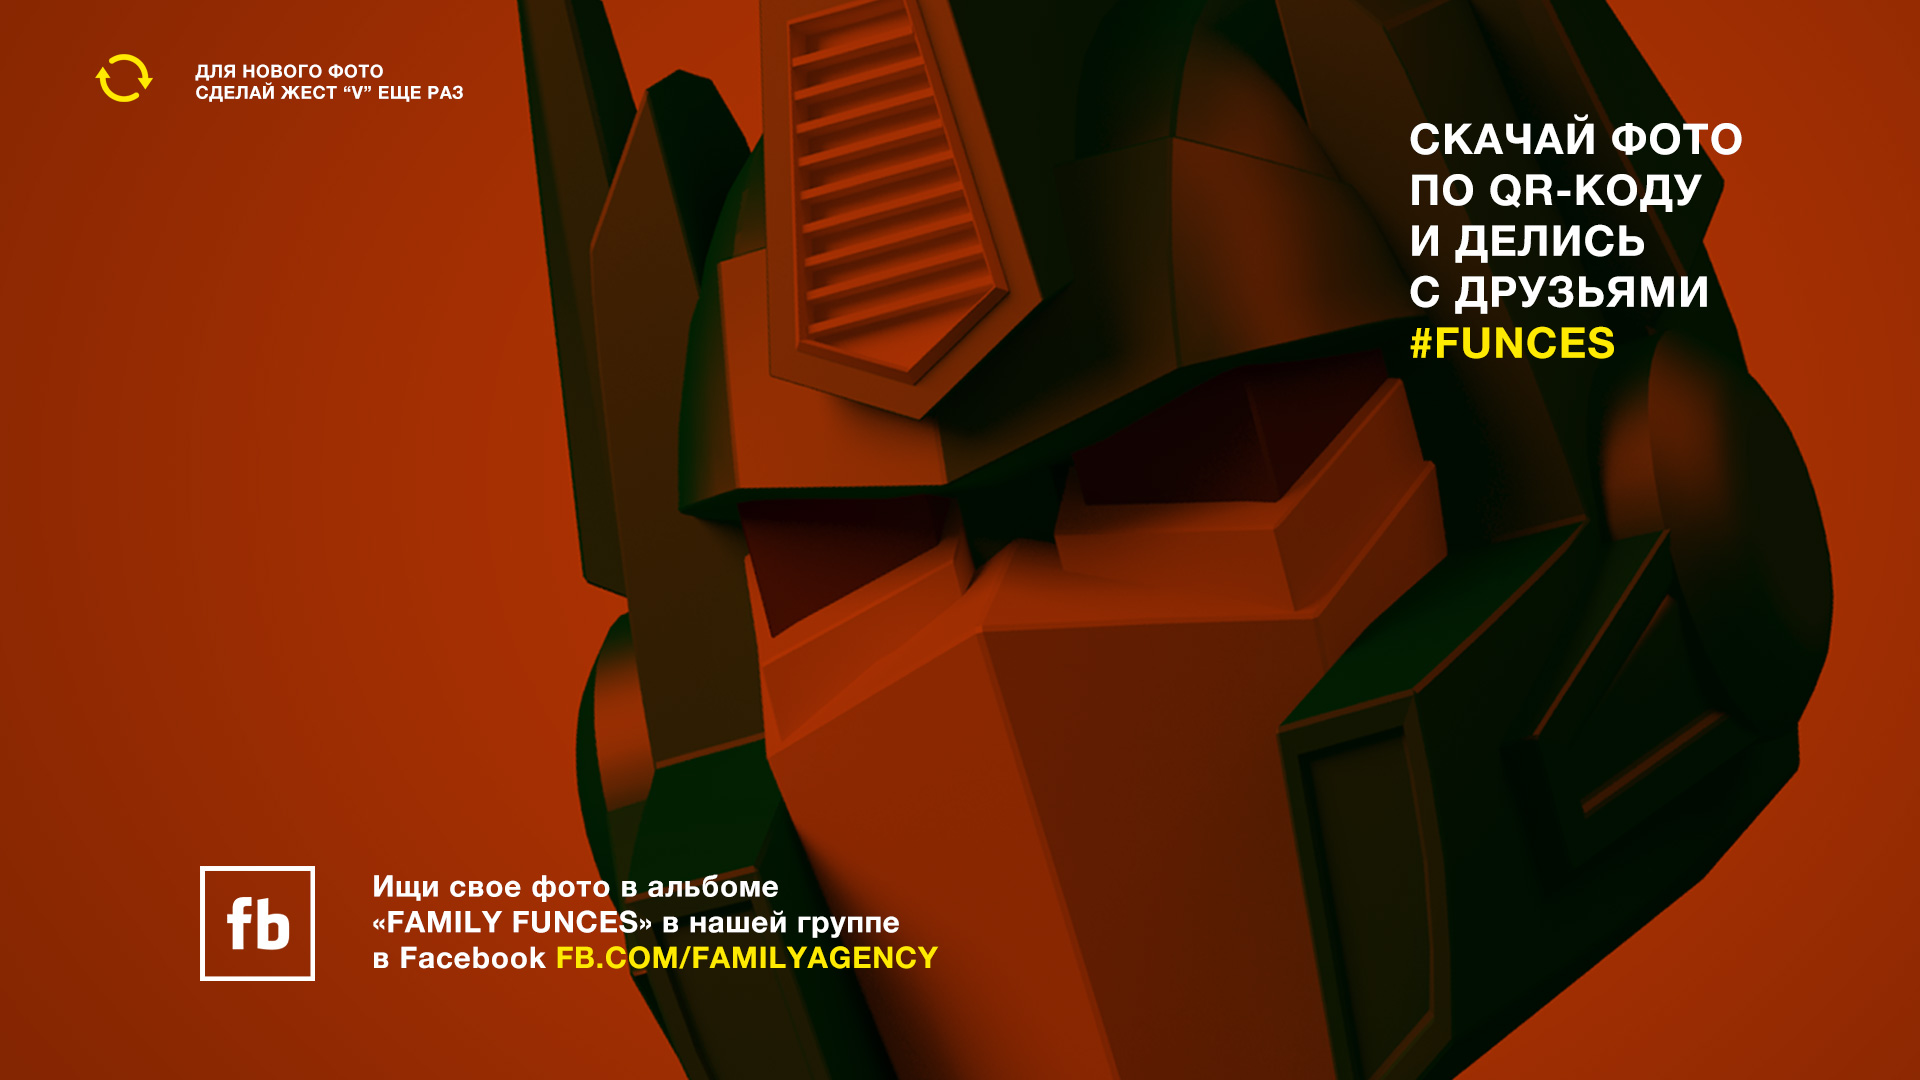 ДЛЯ НОВОГО ФОТО
СДЕЛАЙ ЖЕСТ “V” ЕЩЕ РАЗ
СКАЧАЙ ФОТО
ПО QR-КОДУ
И ДЕЛИСЬ
С ДРУЗЬЯМИ
#FUNCES
fb
Ищи свое фото в альбоме
«FAMILY FUNCES» в нашей группе
в Facebook FB.COM/FAMILYAGENCY